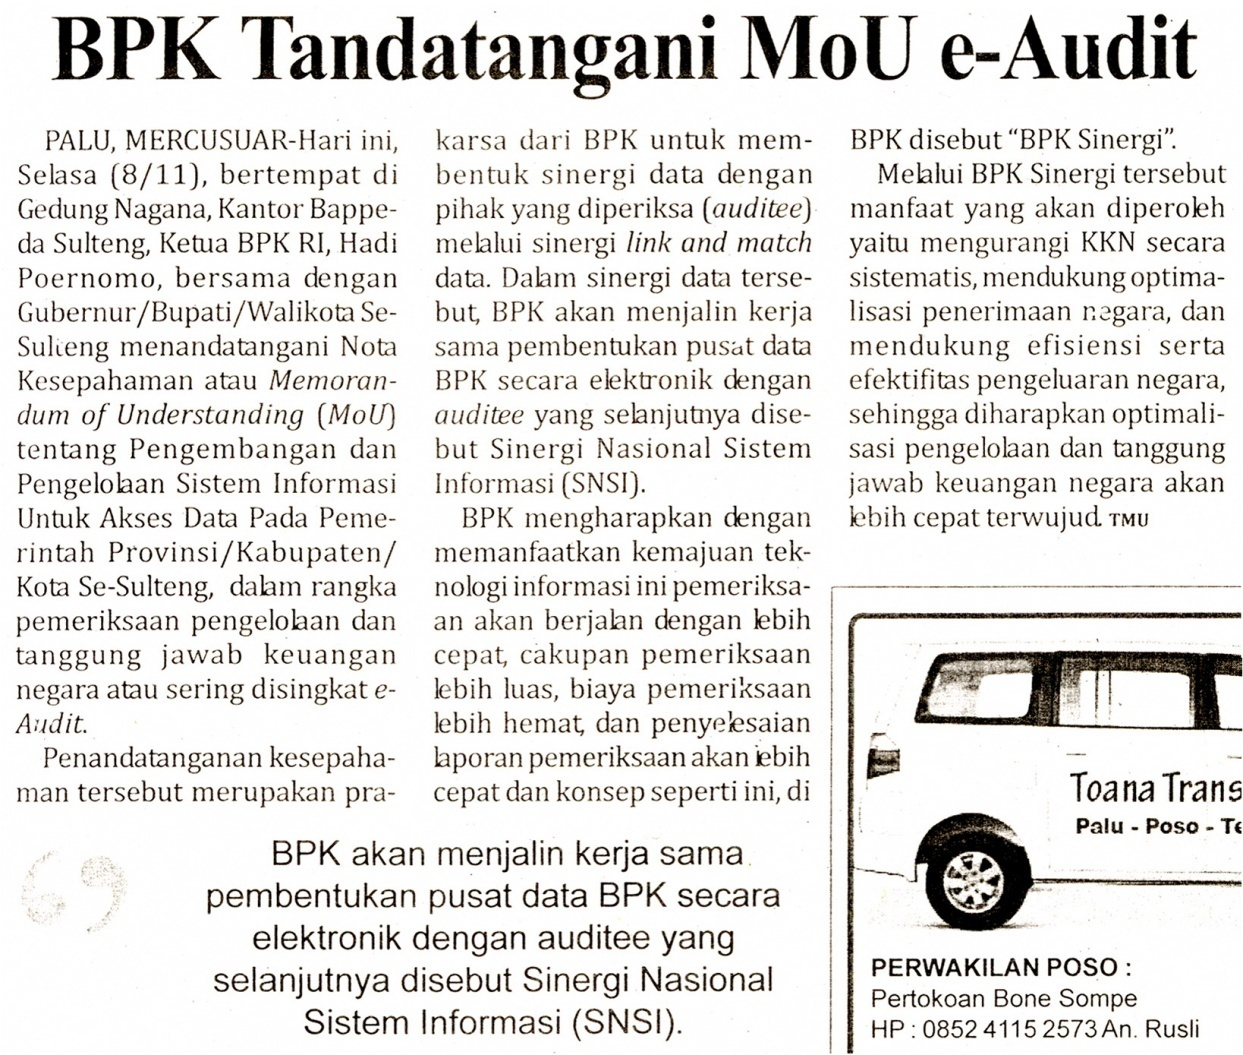 BPK Tandatangani MoU e-Audit
PALU, MERCUSUAR-Hari ini,
Selasa (8/11), bertempat di
Gedung Nagana, Kantor Bappe-
da Sulteng, Ketua BPK RI, Hadi
Poernomo, bersama dengan
Gubernur/Bupati/Walikota Se-
Sulteng menandatangani Nota
Kesepahaman atau Memoran-
dum of Understanding (MoU)
tentang Pengembangan dan
Pengelolaan Sistem Informasi
Untuk Akses Data Pada Peme-
rintah Provinsi/Kabupaten/
Kota Se-Sulteng, dalam rangka
pemeriksaan pengelolaan dan
tanggung jawab keuangan
negara atau sering disingkat e-
Audit.
Penandatanganan kesepaha-
man tersebut merupakan pra-
karsa dari BPK untuk mem-
bentuk sinergi data dengan
pihak yang diperiksa (auditee)
melalui sinergi link and match
data. Dalam sinergi data terse-
but, BPK akan menjalin kerja
sama pembentukan pusat data
BPK secara elektronik dengan
auditee yang selanjutnya dise-
but Sinergi Nasional Sistem
Informasi (SNSI).
BPK mengharapkan dengan
memanfaatkan kemajuan tek-
nologi informasi ini pemeriksa-
an akan berjalan dengan lebih
cepat, cakupan pemeriksaan
lebih luas, biaya pemeriksaan
lebih hemat, dan penyelesaian
laporan pemeriksaan akan lebih
cepat dan konsep seperti ini, di
BPK disebut “BPK Sinergi”.
Melalui BPK Sinergi tersebut
manfaat yang akan diperoleh
yaitu mengurangi KKN secara
sistematis, mendukung optima-
lisasi penerimaan negara, dan
mendukung efisiensi serta
efektifitas pengeluaran negara,
sehingga diharapkan optimali-
sasi pengelolaan dan tanggung
jawab keuangan negara akan
lebih cepat terwujud. TMU
BPK akan menjalin kerja sama
pembentukan pusat data BPK secara
elektronik dengan auditee yang
selanjutnya disebut Sinergi Nasional
Sistem Informasi (SNSI).
Toana Trans
Palu - Poso - Te
PERWAKILAN POSO :
Pertokoan Bone Sompe
HP : 0852 4115 2573 An. Rusli